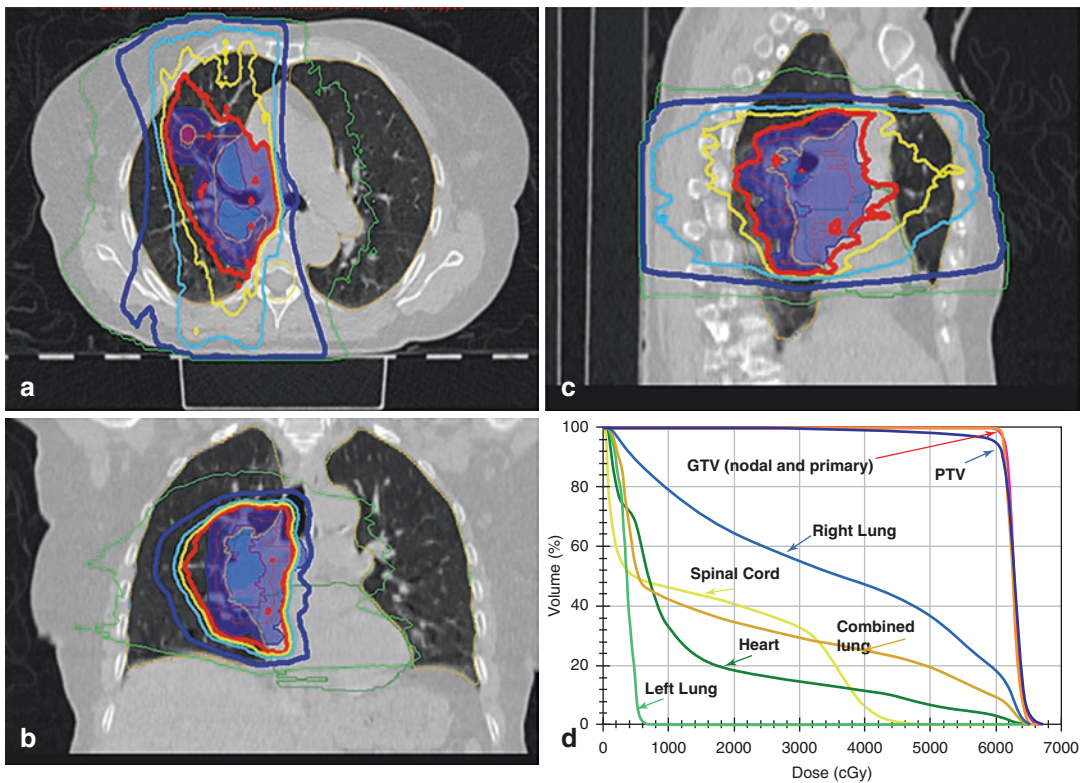 a
c
b
100
80
60
40
20
0
Volume (%)
GTV (nodal and primary)
PTV
Right Lung
Spinal Cord
Combined
lung
Heart
Left Lung
d
0 1000 2000 3000 4000 5000 6000 7000
Dose (cGy)